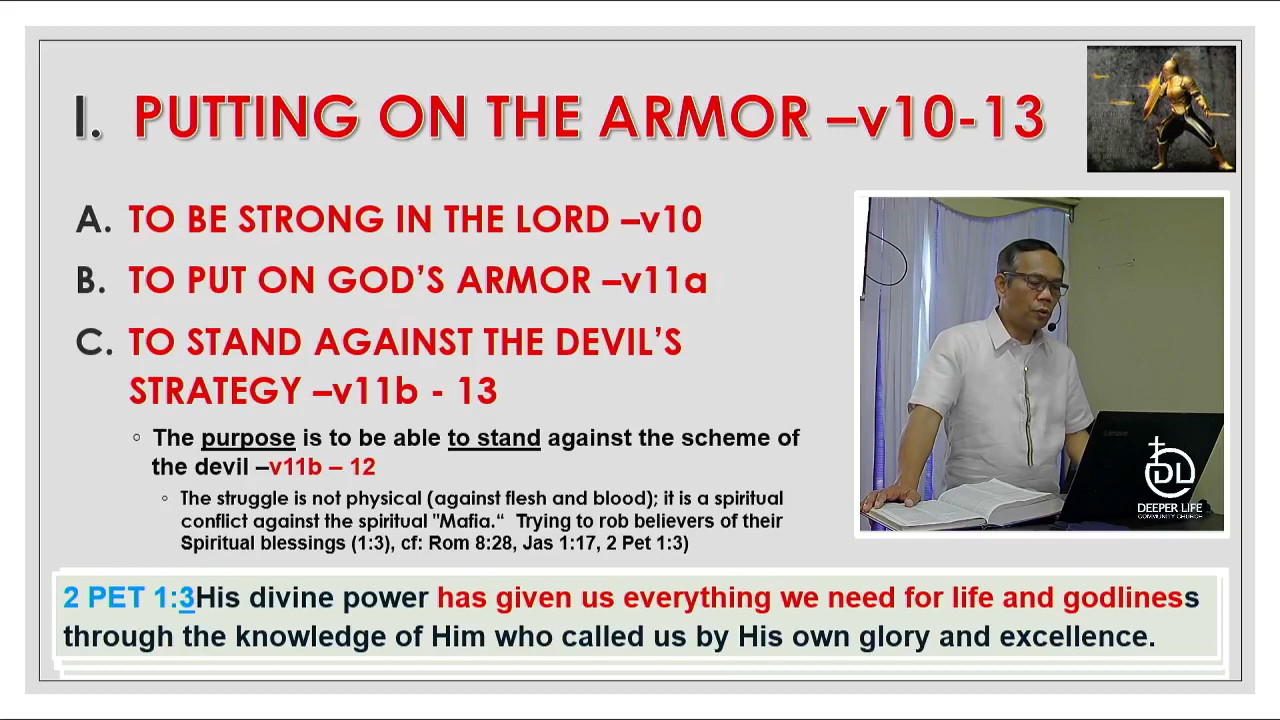 I. PUTTING ON THE ARMOR –v10-13
A. TO BE STRONG IN THE LORD –v10
B. TO PUT ON GOD’S ARMOR –v11a
C. TO STAND AGAINST THE DEVIL’S
STRATEGY –v11b - 13
◦ The purpose is to be able to stand against the scheme of
the devil –v11b – 12
◦ The struggle is not physical (against flesh and blood); it is a spiritual
conflict against the spiritual "Mafia.“ Trying to rob believers of their
Spiritual blessings (1:3), cf: Rom 8:28, Jas 1:17, 2 Pet 1:3)
Lenovo
DL
DEEPER LIFE
COMMUNITY CHURCH
2 PET 1:3His divine power has given us everything we need for life and godliness
through the knowledge of Him who called us by His own glory and excellence.